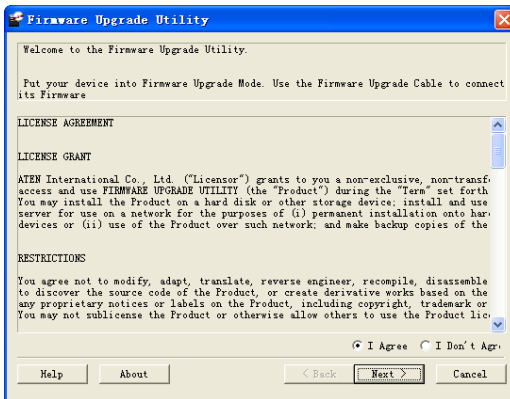 Firmware Upgrade Utility
Welcome to the Firmware Upgrade Utility.
Put your device into Firmware Upgrade Mode. Use the Firmware Upgrade Cable to connect
its Firmware
LICENSE AGREEMENT
LICENSE GRANT
ATEN International Co., Ltd. ("Licensor") grants to you a non-exclusive, non-transfe
access and use FIRMWARE UPGRADE UTILITY (the "Product") during the "Term" set forth
You may install the Product on a hard disk or other storage device; install and use
server for use on a network for the purposes of (i) permanent installation onto hard
devices or (ii) use of the Product over such network; and make backup copies of the
RESTRICTIONS
You agree not to modify, adapt, translate, reverse engineer, recompile, disassemble
to discover the source code of the Product, or create derivative works based on the
any proprietary notices or labels on the Product, including copyright, trademark or
You may not sublicense the Product or otherwise allow others to use the Product lic
I Agree I Don't Agr
Help About < Back Next > Cancel